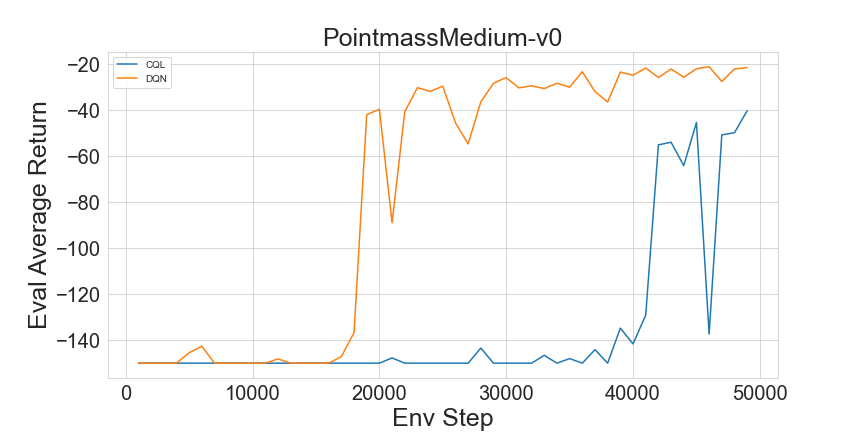 PointmassMedium-v0
CQL
DQN
Eval Average Return
−20
−40
−60
−80
−100
−120
−140
0 10000 20000 30000 40000 50000
Env Step